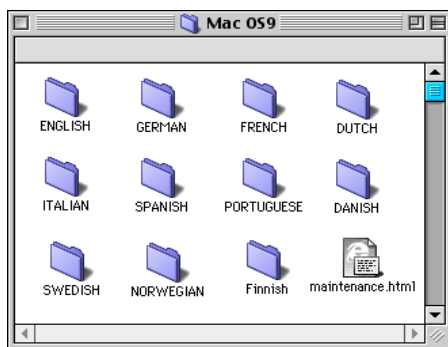 Mac OS9
ENGLISH GERMAN FRENCH DUTCH
ITALIAN SPANISH PORTUGUESE DANISH
SWEDISH NORWEGIAN Finnish maintenance.html